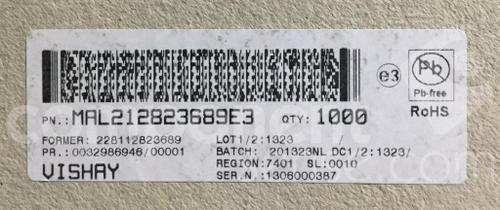 e3
Pb
Pb-free
RoHS
PN.: MAL212823689E3 QTY: 1000
FORMER: 228112823689 LOT1/2:1323 /
PR.: 0032986946/00001 BATCH: 201323NL DC1/2:1323/
REGION:7401 SL:0010
VISHAY SER.N.:1306000387